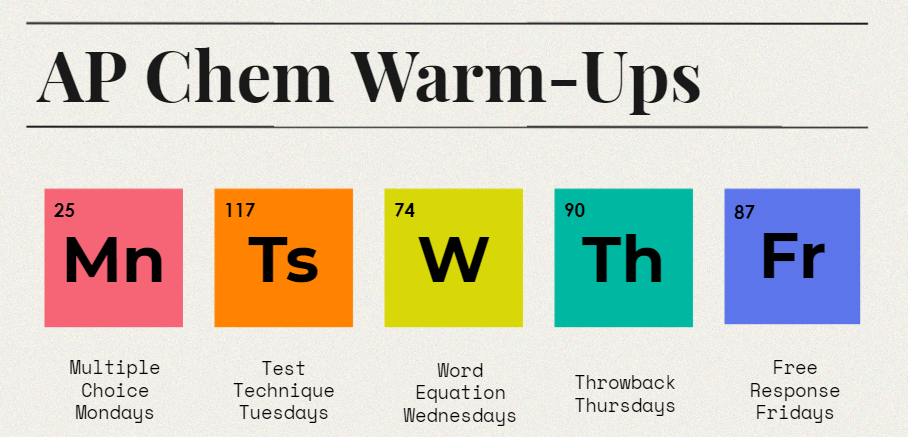 AP Chem Warm-Ups
25
Mn
117
Ts
74
W
90
Th
87
Fr
Multiple
Choice
Mondays
Test
Technique
Tuesdays
Word
Equation
Wednesdays
Throwback
Thursdays
Free
Response
Fridays